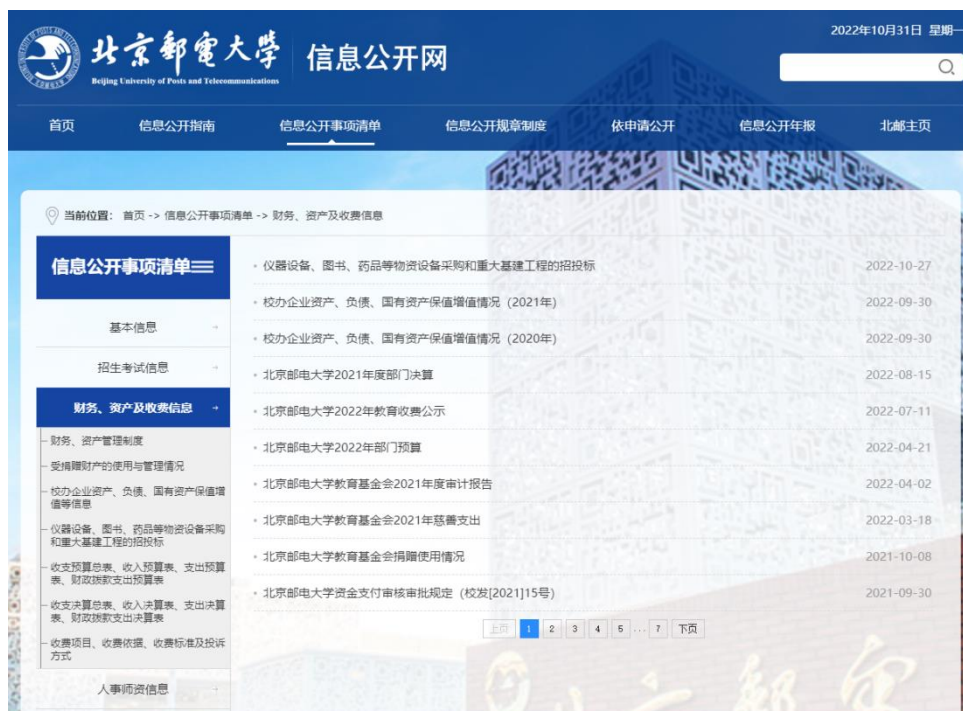 2022年10月31日 星期一
北京邮电大学
Beijing University of Posts and Telecommunications
信息公开网
首页 信息公开指南 信息公开事项清单 信息公开规章制度 依申请公开 信息公开年报 北邮主页
当前位置: 首页 -> 信息公开事项清单 -> 财务、资产及收费信息
信息公开事项清单
基本信息
招生考试信息
财务、资产及收费信息
财务、资产管理制度
受捐赠财产的使用与管理情况
校办企业资产、负债、国有资产保值增
值等信息
仪器设备、图书、药品等物资设备采购
和重大基建工程的招投标
收支预算总表、收入预算表、支出预算
表、财政拨款支出预算表
收支决算总表、收入决算表、支出决算
表、财政拨款支出决算表
收费项目、收费依据、收费标准及投诉
方式
人事师资信息
仪器设备、图书、药品等物资设备采购和重大基建工程的招投标 2022-10-27
校办企业资产、负债、国有资产保值增值情况（2021年） 2022-09-30
校办企业资产、负债、国有资产保值增值情况（2020年） 2022-09-30
北京邮电大学2021年度部门决算 2022-08-15
北京邮电大学2022年教育收费公示 2022-07-11
北京邮电大学2022年部门预算 2022-04-21
北京邮电大学教育基金会2021年度审计报告 2022-04-02
北京邮电大学教育基金会2021年慈善支出 2022-03-18
北京邮电大学教育基金会捐赠使用情况 2021-10-08
北京邮电大学资金支付审核审批规定（校发[2021]15号） 2021-09-30
上页 1 2 3 4 5 ... 7 下页